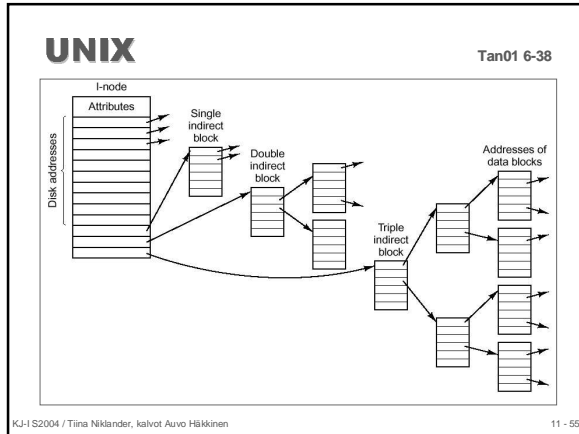 UNIX
Tan01 6-38
I-node
Attributes
Disk addresses
Single
indirect
block
Double
indirect
block
Triple
indirect
block
Addresses of
data blocks
KJ-I S2004 / Tiina Niklander, kalvot Auvo Häkkinen
11 - 55